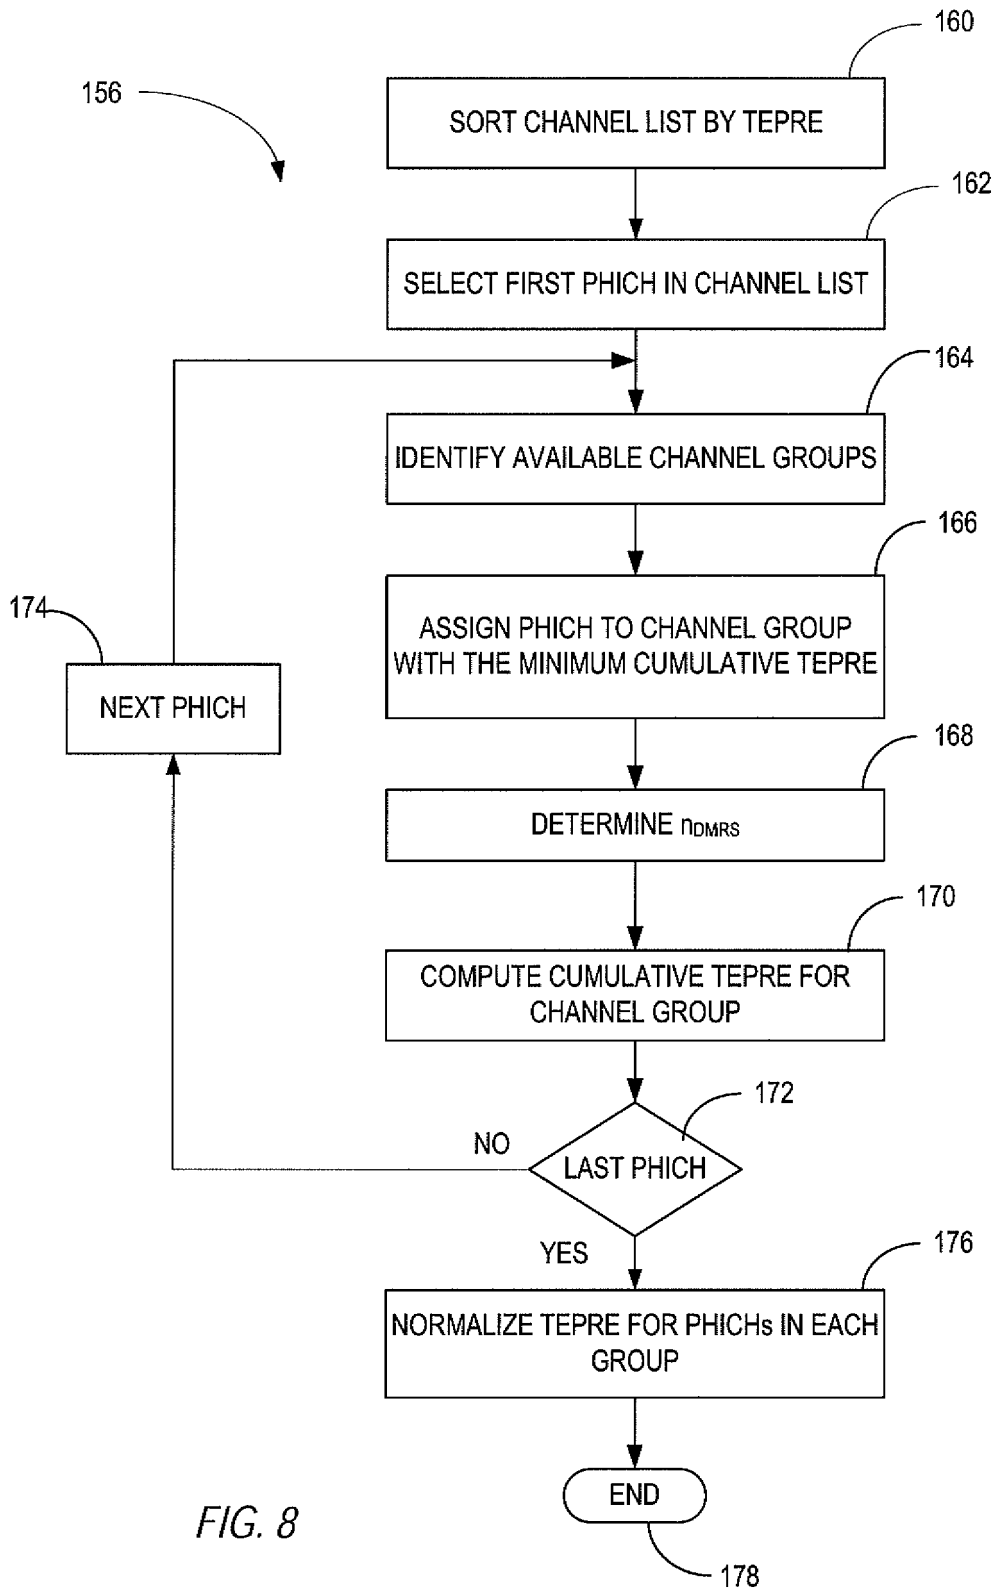 160
156
SORT CHANNEL LIST BY TEPRE
162
SELECT FIRST PHICH IN CHANNEL LIST
164
IDENTIFY AVAILABLE CHANNEL GROUPS
166
ASSIGN PHICH TO CHANNEL GROUP
WITH THE MINIMUM CUMULATIVE TEPRE
174
NEXT PHICH
168
DETERMINE nDMRS
170
COMPUTE CUMULATIVE TEPRE FOR
CHANNEL GROUP
172
NO
LAST PHICH
YES
176
NORMALIZE TEPRE FOR PHICHs IN EACH
GROUP
END
FIG. 8
178